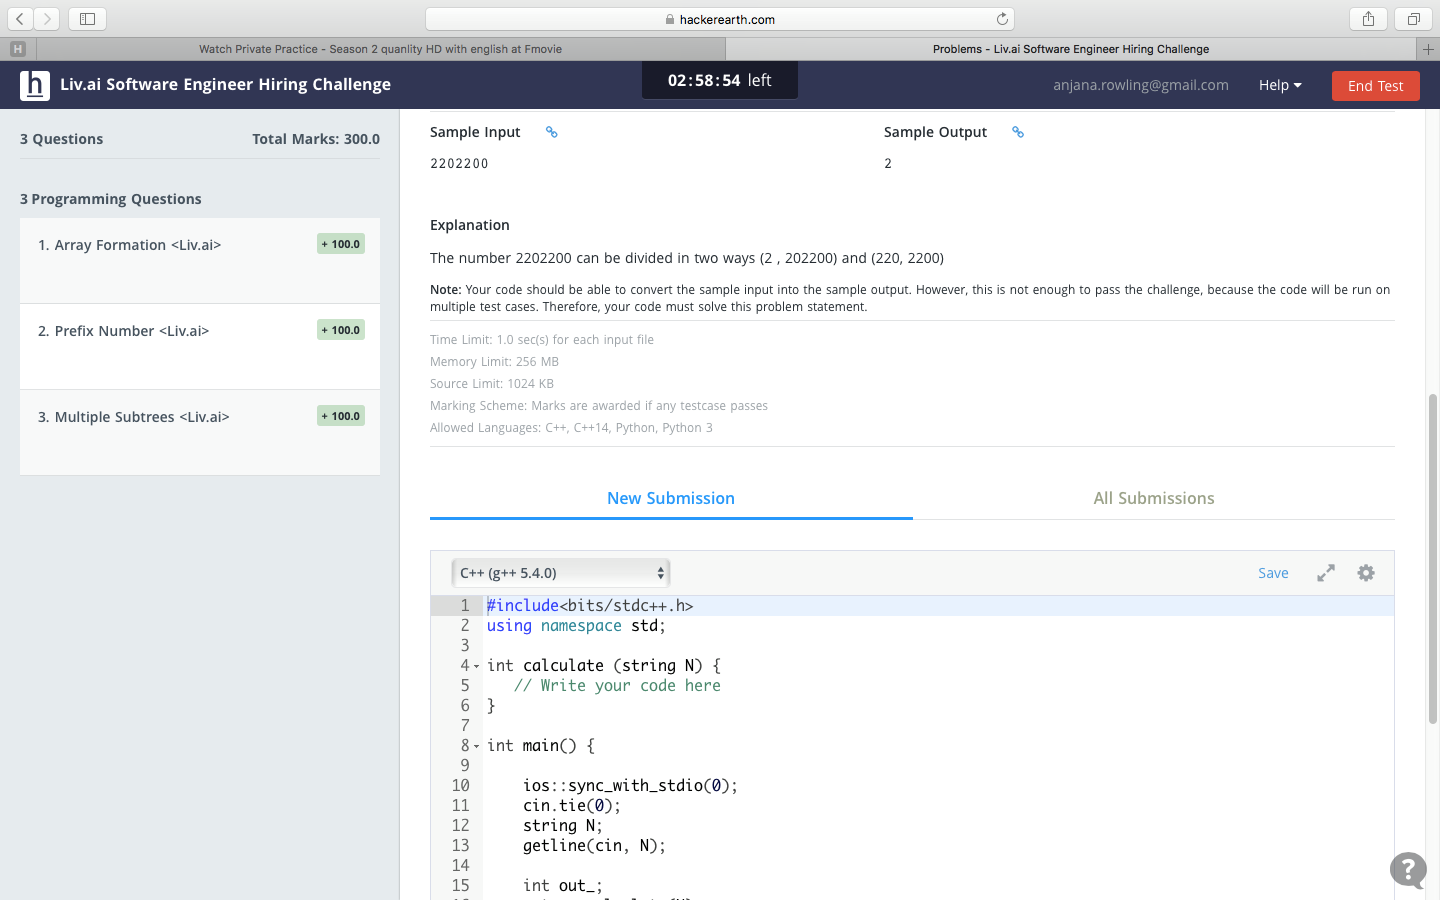 hackerearth.com
H
Watch Private Practice - Season 2 quanlity HD with english at Fmovie
Problems - Liv.ai Software Engineer Hiring Challenge
h
Liv.ai Software Engineer Hiring Challenge
02:58:54 left
anjana.rowling@gmail.com
Help
End Test
3 Questions
Total Marks: 300.0
3 Programming Questions
1. Array Formation <Liv.ai>
+ 100.0
2. Prefix Number <Liv.ai>
+ 100.0
3. Multiple Subtrees <Liv.ai>
+ 100.0
Sample Input
Sample Output
2202200
2
Explanation
The number 2202200 can be divided in two ways (2 , 202200) and (220, 2200)
Note: Your code should be able to convert the sample input into the sample output. However, this is not enough to pass the challenge, because the code will be run on
multiple test cases. Therefore, your code must solve this problem statement.
Time Limit: 1.0 sec(s) for each input file
Memory Limit: 256 MB
Source Limit: 1024 KB
Marking Scheme: Marks are awarded if any testcase passes
Allowed Languages: C++, C++14, Python, Python 3
New Submission
All Submissions
C++ (g++ 5.4.0)
Save
1 #include<bits/stdc++.h>
2 using namespace std;
3
4 int calculate (string N) {
5 // Write your code here
6 }
7
8 int main() {
9
10 ios::sync_with_stdio(0);
11 cin.tie(0);
12 string N;
13 getline(cin, N);
14
15 int out_;
?